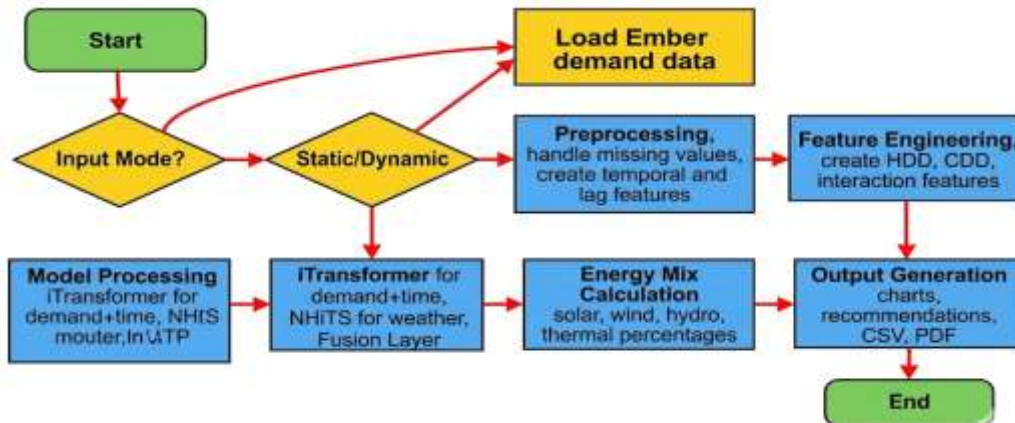 Start
Load Ember
demand data
Input Mode?
Static/Dynamic
Preprocessing,
handle missing values,
create temporal and
lag features
Feature Engineering,
create HDD, CDD,
interaction features
Model Processing
iTransformer for
demand+time,
mouter,
iTransformer for
demand+time,
NHiTS for weather,
Fusion Layer
Energy Mix
Calculation
solar, wind, hydro,
thermal percentages
Output Generation
charts,
recommendations,
CSV, PDF
End